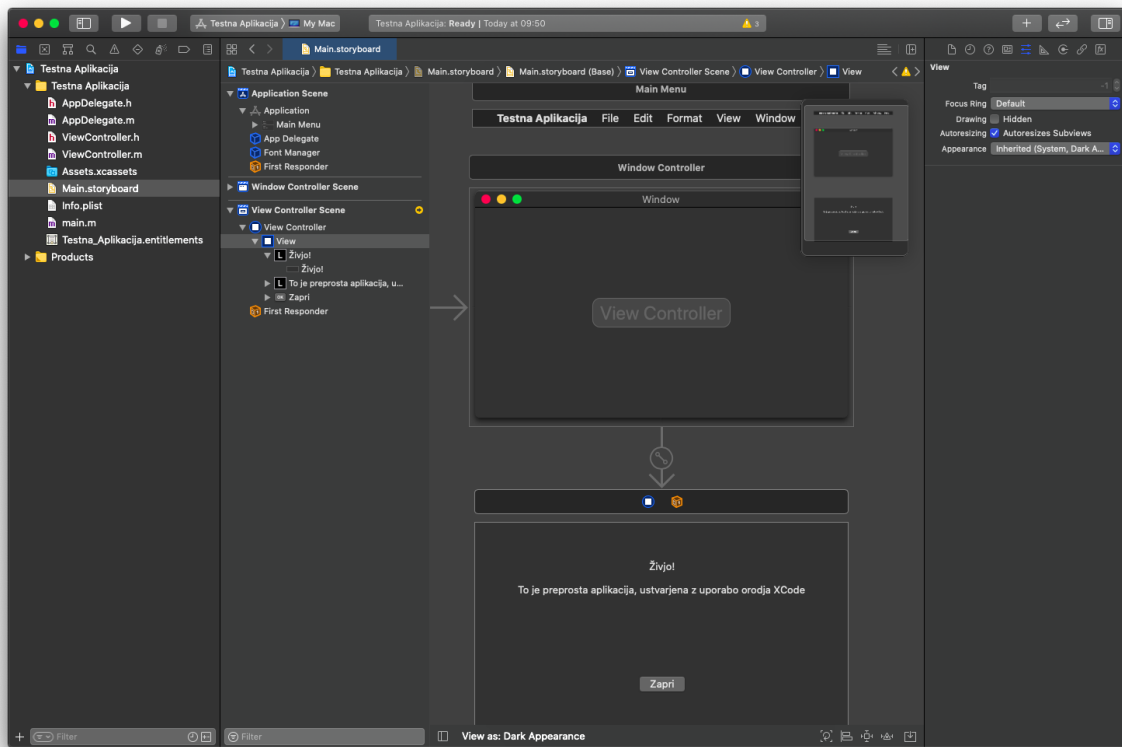 Testna Aplikacija
My Mac
Testna Aplikacija: Ready | Today at 09:50
3
Main.storyboard
Testna Aplikacija
Testna Aplikacija
AppDelegate.h
AppDelegate.m
ViewController.h
ViewController.m
Assets.xcassets
Main.storyboard
Info.plist
main.m
Testna_Aplikacija.entitlements
Products
Filter
Testna Aplikacija
Testna Aplikacija
Main.storyboard
Main.storyboard (Base)
View Controller Scene
View Controller
View
Application Scene
Application
Main Menu
App Delegate
Font Manager
First Responder
Window Controller Scene
View Controller Scene
View Controller
View
L Živjo!
Živjo!
L To je preprosta aplikacija, u...
Zapri
First Responder
Filter
Main Menu
Testna Aplikacija File Edit Format View Window
Window Controller
Window
View Controller
Živjo!
To je preprosta aplikacija, ustvarjena z uporabo orodja XCode
Zapri
View as: Dark Appearance
View
Tag -1
Focus Ring Default
Drawing Hidden
Autoresizing Autoresizes Subviews
Appearance Inherited (System, Dark A...